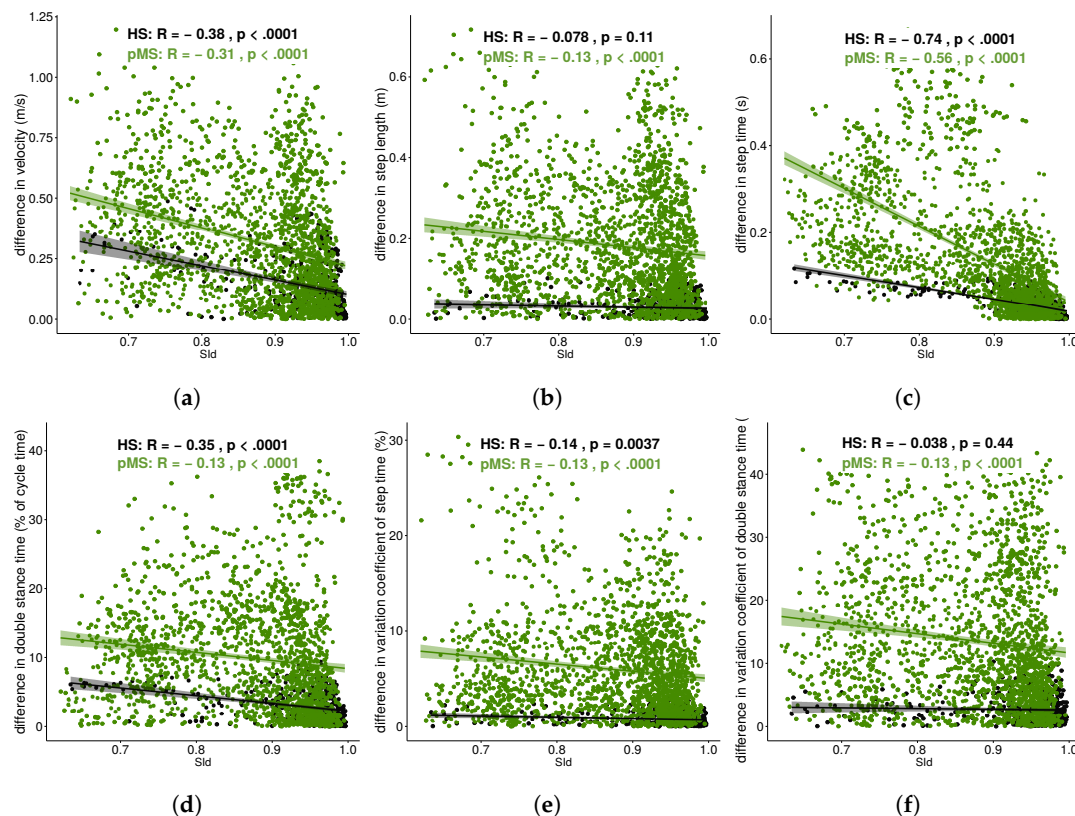 HS: R = − 0.38 , p < .0001
pMS: R = − 0.31 , p < .0001
difference in velocity (m/s)
1.25
1.00
0.75
0.50
0.25
0.00
0.7
0.8
0.9
1.0
SId
(a)
HS: R = − 0.078 , p = 0.11
pMS: R = − 0.13 , p < .0001
difference in step length (m)
0.6
0.4
0.2
0.0
0.7
0.8
0.9
1.0
SId
(b)
HS: R = − 0.74 , p < .0001
pMS: R = − 0.56 , p < .0001
difference in step time (s)
0.6
0.4
0.2
0.0
0.7
0.8
0.9
1.0
SId
(c)
HS: R = − 0.35 , p < .0001
pMS: R = − 0.13 , p < .0001
difference in double stance time (% of cycle time)
40
30
20
10
0
0.7
0.8
0.9
1.0
SId
(d)
HS: R = − 0.14 , p = 0.0037
pMS: R = − 0.13 , p < .0001
difference in variation coefficient of step time (%)
30
20
10
0
0.7
0.8
0.9
1.0
SId
(e)
HS: R = − 0.038 , p = 0.44
pMS: R = − 0.13 , p < .0001
difference in variation coefficient of double stance time (
40
30
20
10
0
0.7
0.8
0.9
1.0
SId
(f)